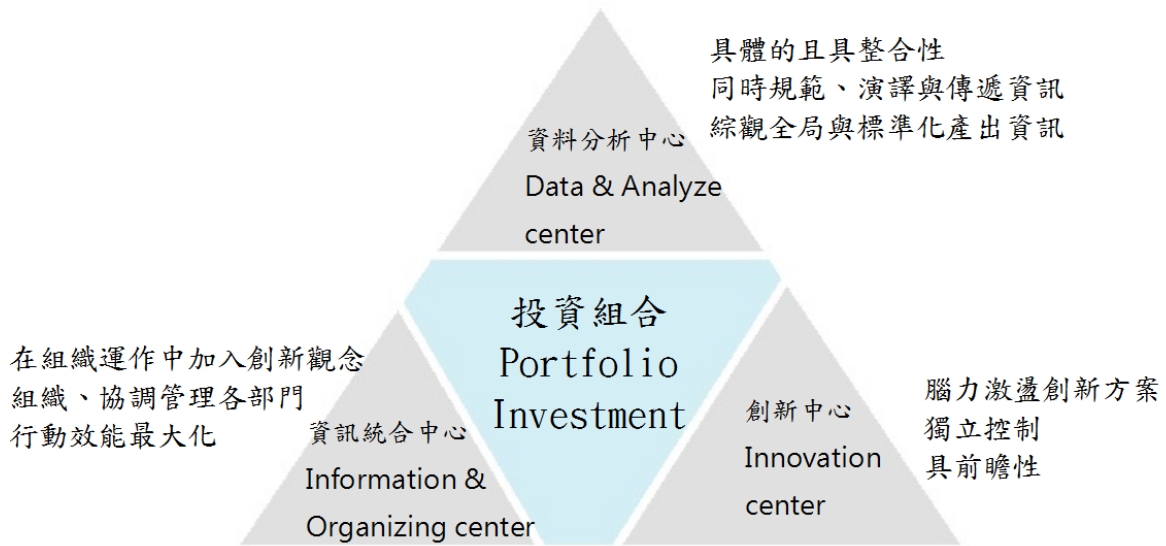 具體的且具整合性
同時規範、演譯與傳遞資訊
綜觀全局與標準化產出資訊
資料分析中心
Data & Analyze
center
投資組合
Portfolio
Investment
在組織運作中加入創新觀念
組織、協調管理各部門
行動效能最大化
資訊統合中心
Information &
Organizing center
創新中心
Innovation
center
腦力激盪創新方案
獨立控制
具前瞻性